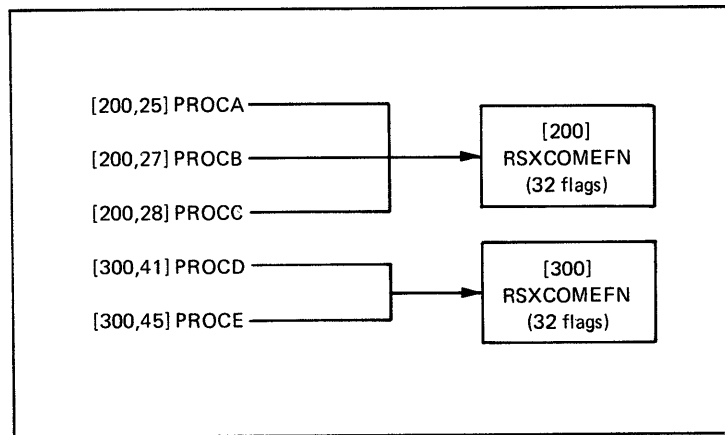 [200,25] PROCA
[200,27] PROCB
[200,28] PROCC
[300,41] PROCD
[300,45] PROCE
[200]
RSXCOMEFN
(32 flags)
[300]
RSXCOMEFN
(32 flags)